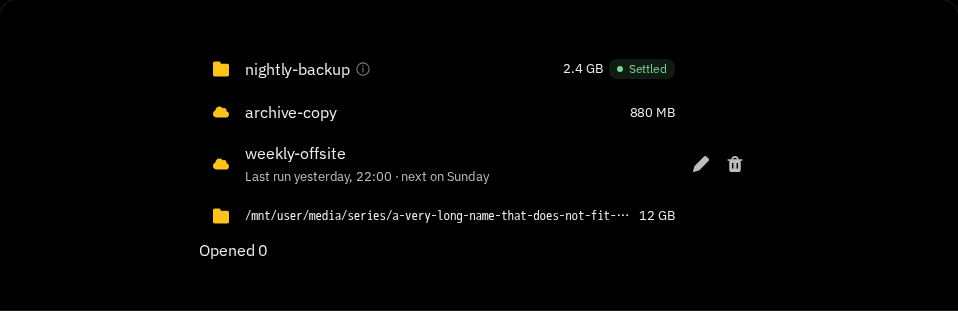 nightly-backup 2.4 GB Settled
archive-copy 880 MB
weekly-offsite
Last run yesterday, 22:00 · next on Sunday
/mnt/user/media/series/a-very-long-name-that-does-not-fit-··· 12 GB
Opened 0